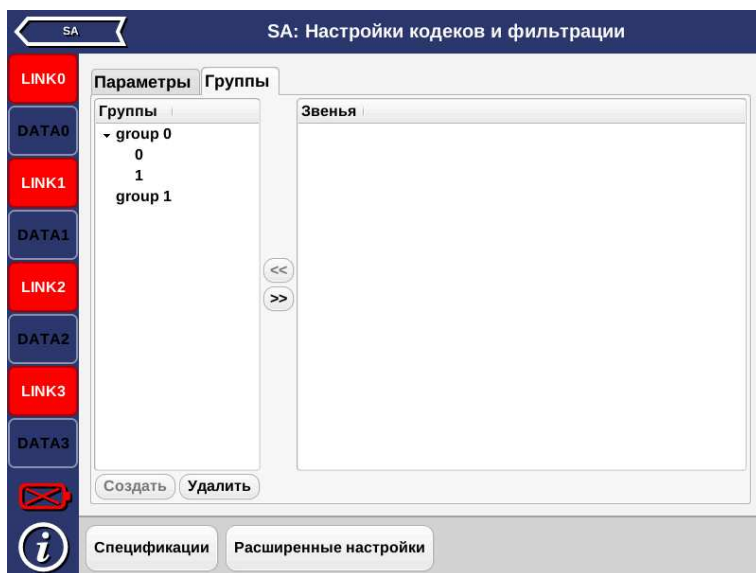 SA
SA: Настройки кодеков и фильтрации
LINK0
DATA0
LINK1
DATA1
LINK2
DATA2
LINK3
DATA3
Параметры Группы
Группы
group 0
0
1
group 1
<<
>>
Звенья
Создать Удалить
Спецификации Расширенные настройки
i